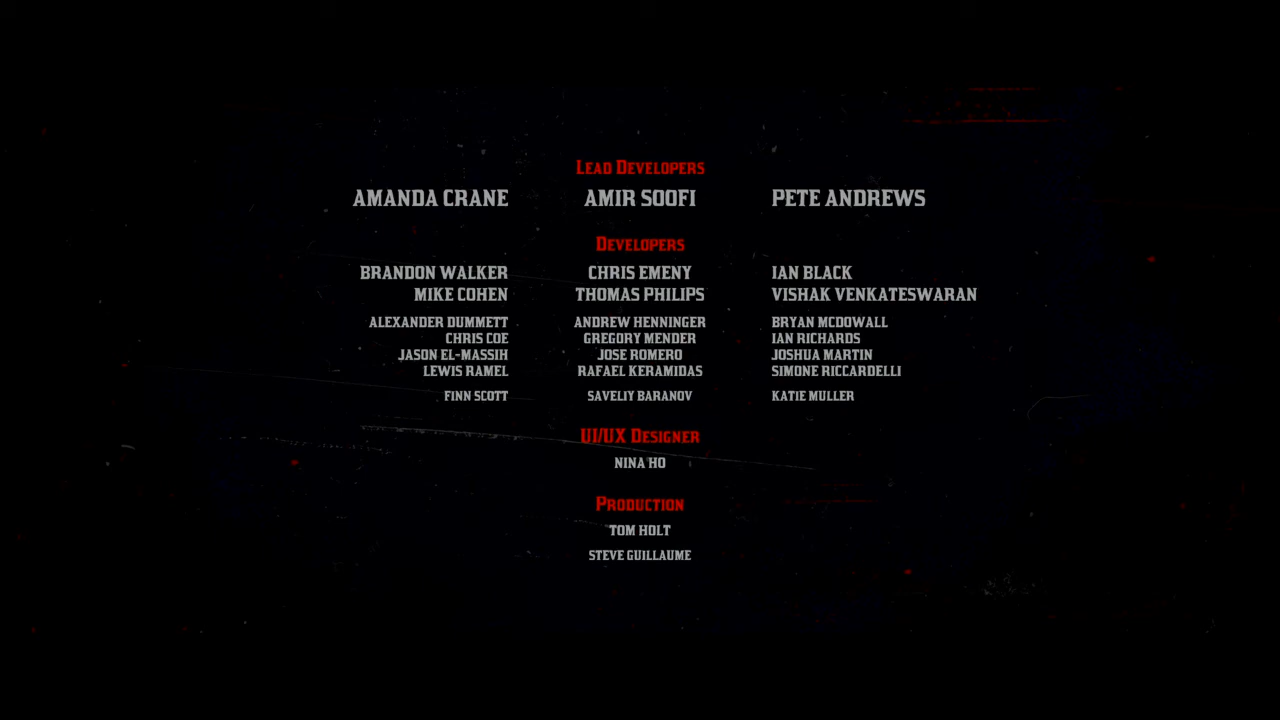 Lead Developers
AMANDA CRANE AMIR SOOFI PETE ANDREWS
Developers
BRANDON WALKER CHRIS EMENY IAN BLACK
MIKE COHEN THOMAS PHILIPS VISHAK VENKATESWARAN
ALEXANDER DUMMETT ANDREW HENNINGER BRYAN MCDOWALL
CHRIS COE GREGORY MENDER IAN RICHARDS
JASON EL-MASSIH JOSE ROMERO JOSHUA MARTIN
LEWIS RAMEL RAFAEL KERAMIDAS SIMONE RICCARDELLI
FINN SCOTT SAVELIY BARANOV KATIE MULLER
UI/UX Designer
NINA HO
Production
TOM HOLT
STEVE GUILLAUME